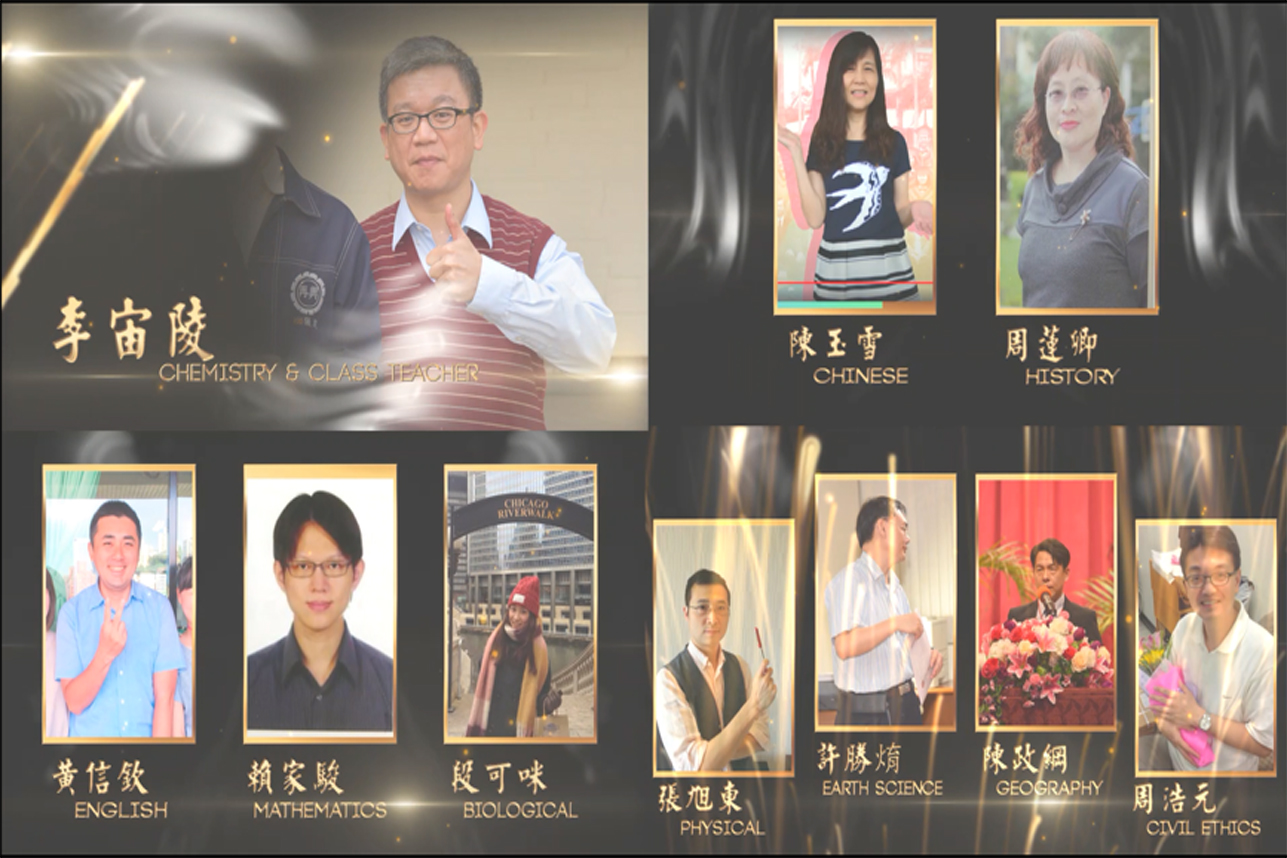 李宙陵
CHEMISTRY & CLASS TEACHER
陳玉雪
CHINESE
周蓮卿
HISTORY
黃信欽
ENGLISH
賴家駿
MATHEMATICS
CHICAGO
RIVERWALK
段可咪
BIOLOGICAL
張旭東
PHYSICAL
許勝焴
EARTH SCIENCE
陳政綱
GEOGRAPHY
周浩元
CIVIL ETHICS